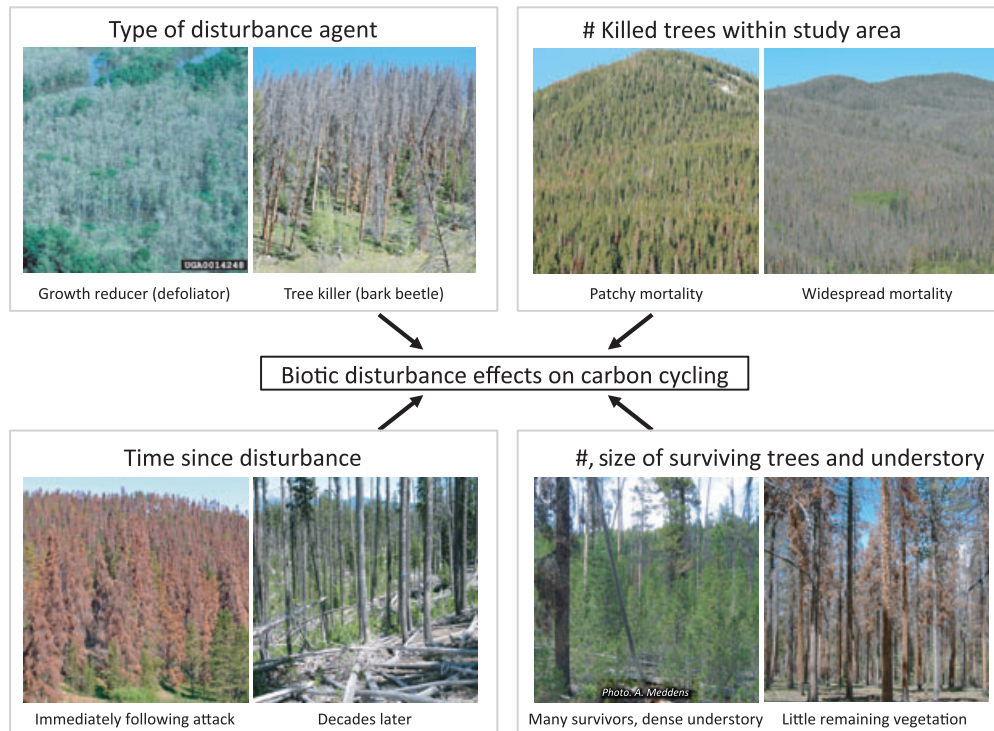 Type of disturbance agent
UGA0014248
Growth reducer (defoliator)
Tree killer (bark beetle)
# Killed trees within study area
Patchy mortality
Widespread mortality
Biotic disturbance effects on carbon cycling
Time since disturbance
Immediately following attack
Decades later
#, size of surviving trees and understory
Photo. A. Meddens
Many survivors, dense understory
Little remaining vegetation